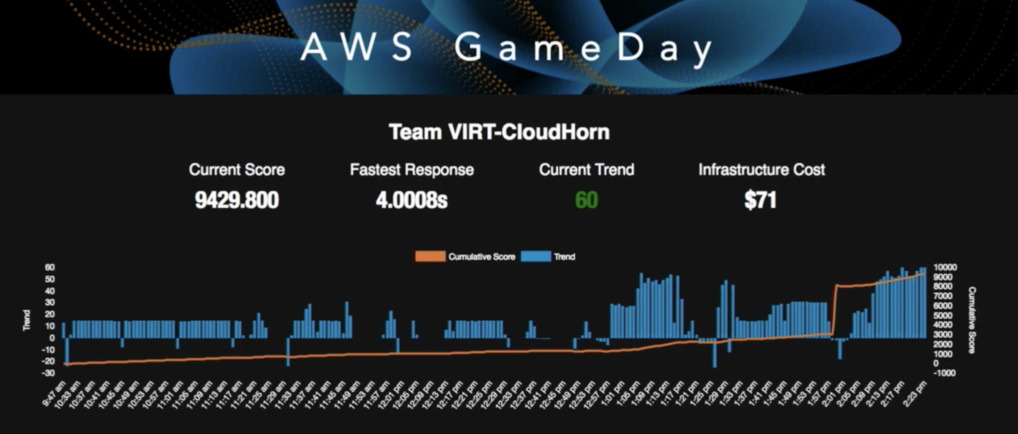 AWS GameDay
Team VIRT-CloudHorn
Current Score Fastest Response Current Trend Infrastructure Cost
9429.800 4.0008s 60 $71
Cumulative Score Trend
60
50
40
30
20
10
0
-10
-20
-30
Trend
10000
9000
8000
7000
6000
5000
4000
3000
2000
1000
0
-1000
Cumulative Score
9:47 am
10:33 am
10:37 am
10:41 am
10:45 am
10:49 am
10:53 am
10:57 am
11:01 am
11:05 am
11:09 am
11:13 am
11:17 am
11:21 am
11:25 am
11:29 am
11:33 am
11:37 am
11:41 am
11:45 am
11:49 am
11:53 am
11:57 am
12:01 pm
12:05 pm
12:09 pm
12:13 pm
12:17 pm
12:21 pm
12:25 pm
12:29 pm
12:33 pm
12:37 pm
12:41 pm
12:45 pm
12:49 pm
12:53 pm
12:57 pm
1:01 pm
1:05 pm
1:09 pm
1:13 pm
1:17 pm
1:21 pm
1:25 pm
1:29 pm
1:33 pm
1:37 pm
1:41 pm
1:45 pm
1:49 pm
1:53 pm
1:57 pm
2:01 pm
2:05 pm
2:09 pm
2:13 pm
2:17 pm
2:23 pm